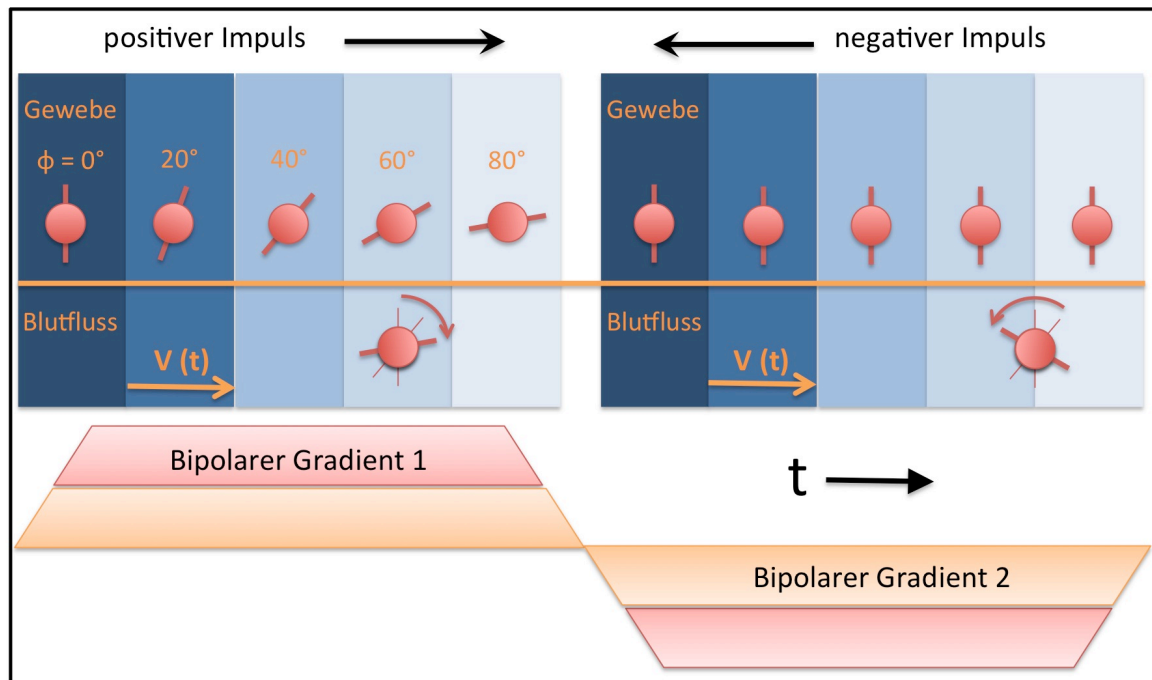 positiver Impuls
negativer Impuls
Gewebe
ϕ = 0° 20° 40° 60° 80°
Blutfluss
V (t)
Gewebe
Blutfluss
V (t)
Bipolarer Gradient 1
t
Bipolarer Gradient 2